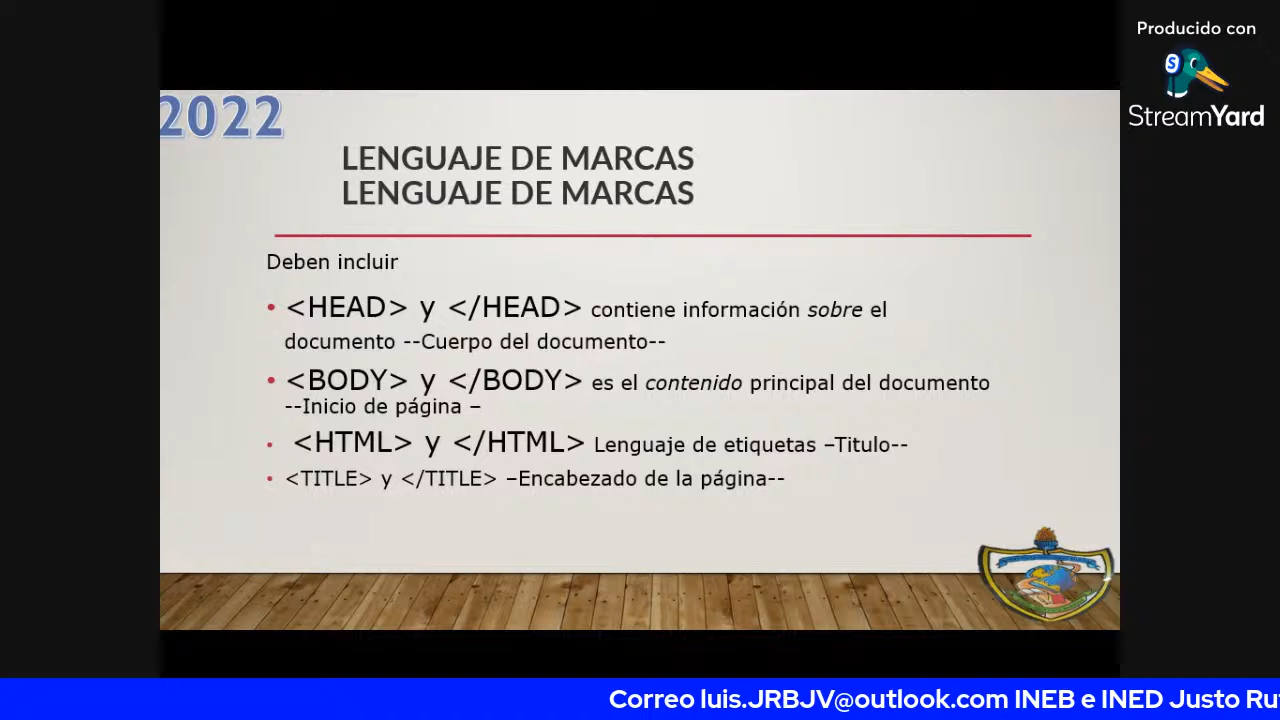 Producido con
StreamYard
2022
LENGUAJE DE MARCAS
LENGUAJE DE MARCAS
Deben incluir
• <HEAD> y </HEAD> contiene información sobre el
documento --Cuerpo del documento--
• <BODY> y </BODY> es el contenido principal del documento
--Inicio de página –
• <HTML> y </HTML> Lenguaje de etiquetas –Titulo--
• <TITLE> y </TITLE> –Encabezado de la página--
Correo luis.JRBJV@outlook.com INEB e INED Justo Ru